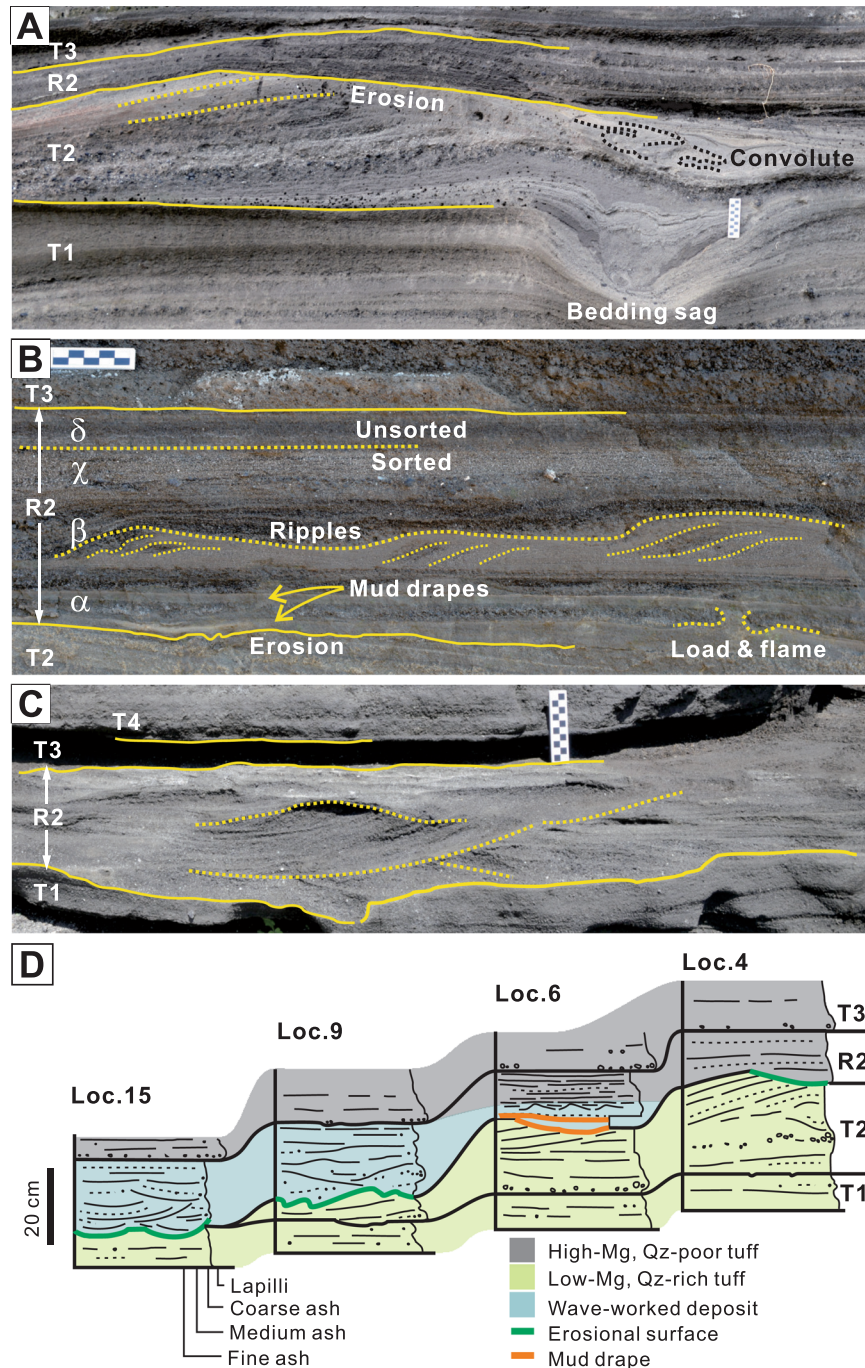 A
T3
R2
Erosion
T2
Convolute
T1
Bedding sag
B
T3
δ
Unsorted
Sorted
χ
R2
β
Ripples
Mud drapes
α
Erosion
Load & flame
T2
C
T4
T3
R2
T1
D
Loc.4
Loc.6
Loc.9
Loc.15
T3
R2
T2
T1
20 cm
Lapilli
Coarse ash
Medium ash
Fine ash
High-Mg, Qz-poor tuff
Low-Mg, Qz-rich tuff
Wave-worked deposit
Erosional surface
Mud drape